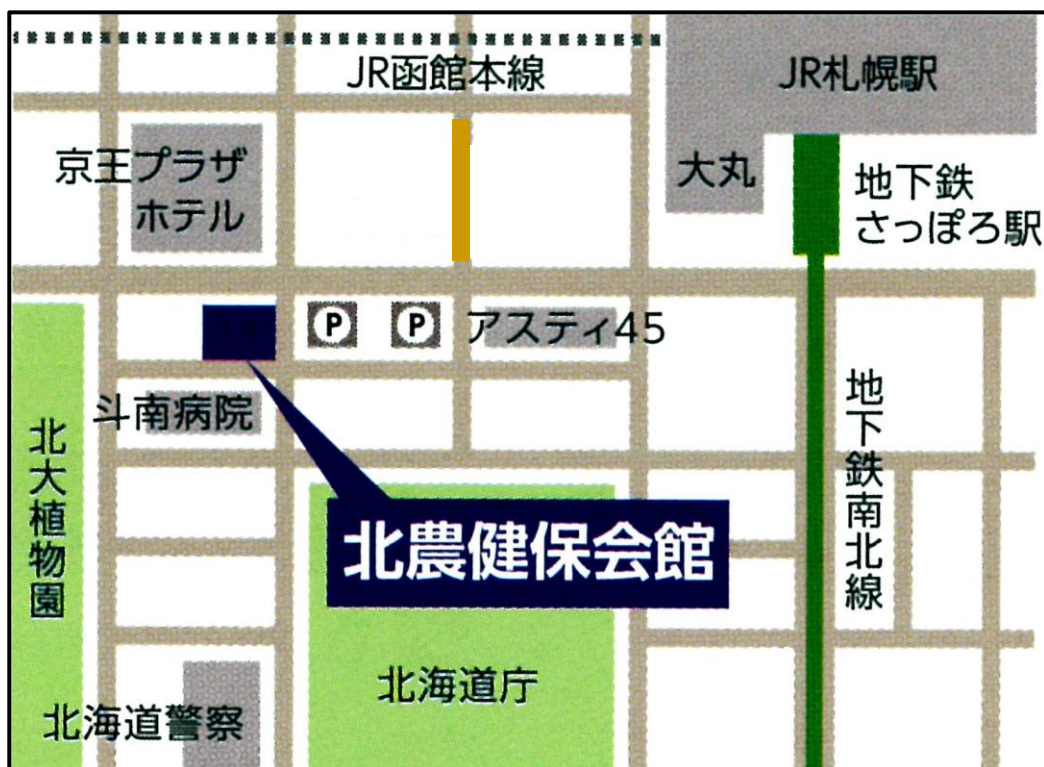 JR函館本線
JR札幌駅
京王プラザ
ホテル
大丸
地下鉄
さっぽろ駅
P
P
アスティ45
斗南病院
北大植物園
地下鉄南北線
北農健保会館
北海道庁
北海道警察